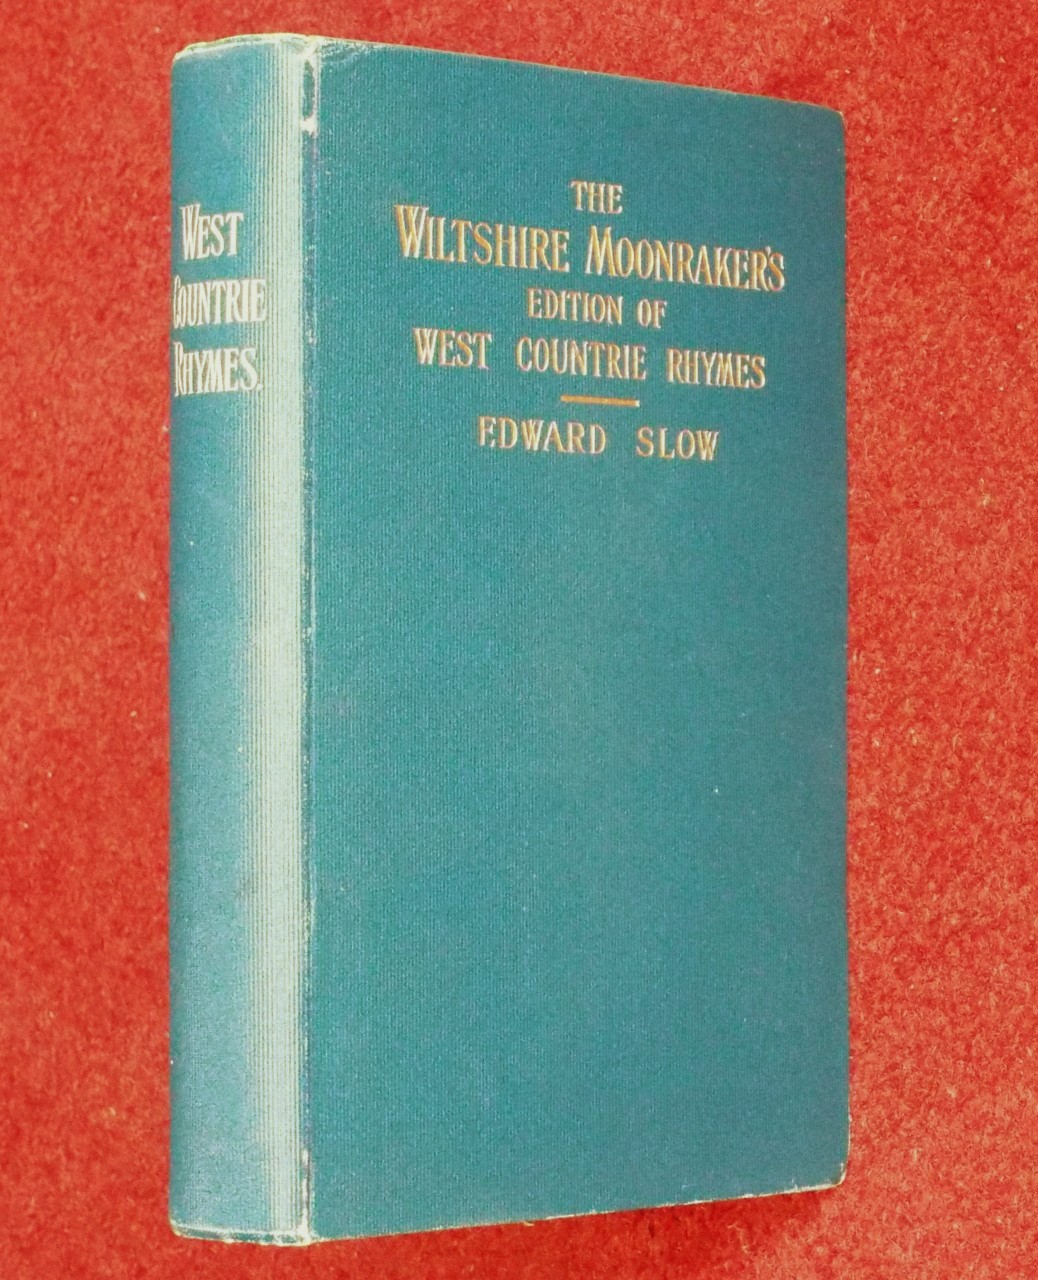 WEST
COUNTRIE
RHYMES.
THE
WILTSHIRE MOONRAKER'S
EDITION OF
WEST COUNTRIE RHYMES
EDWARD SLOW